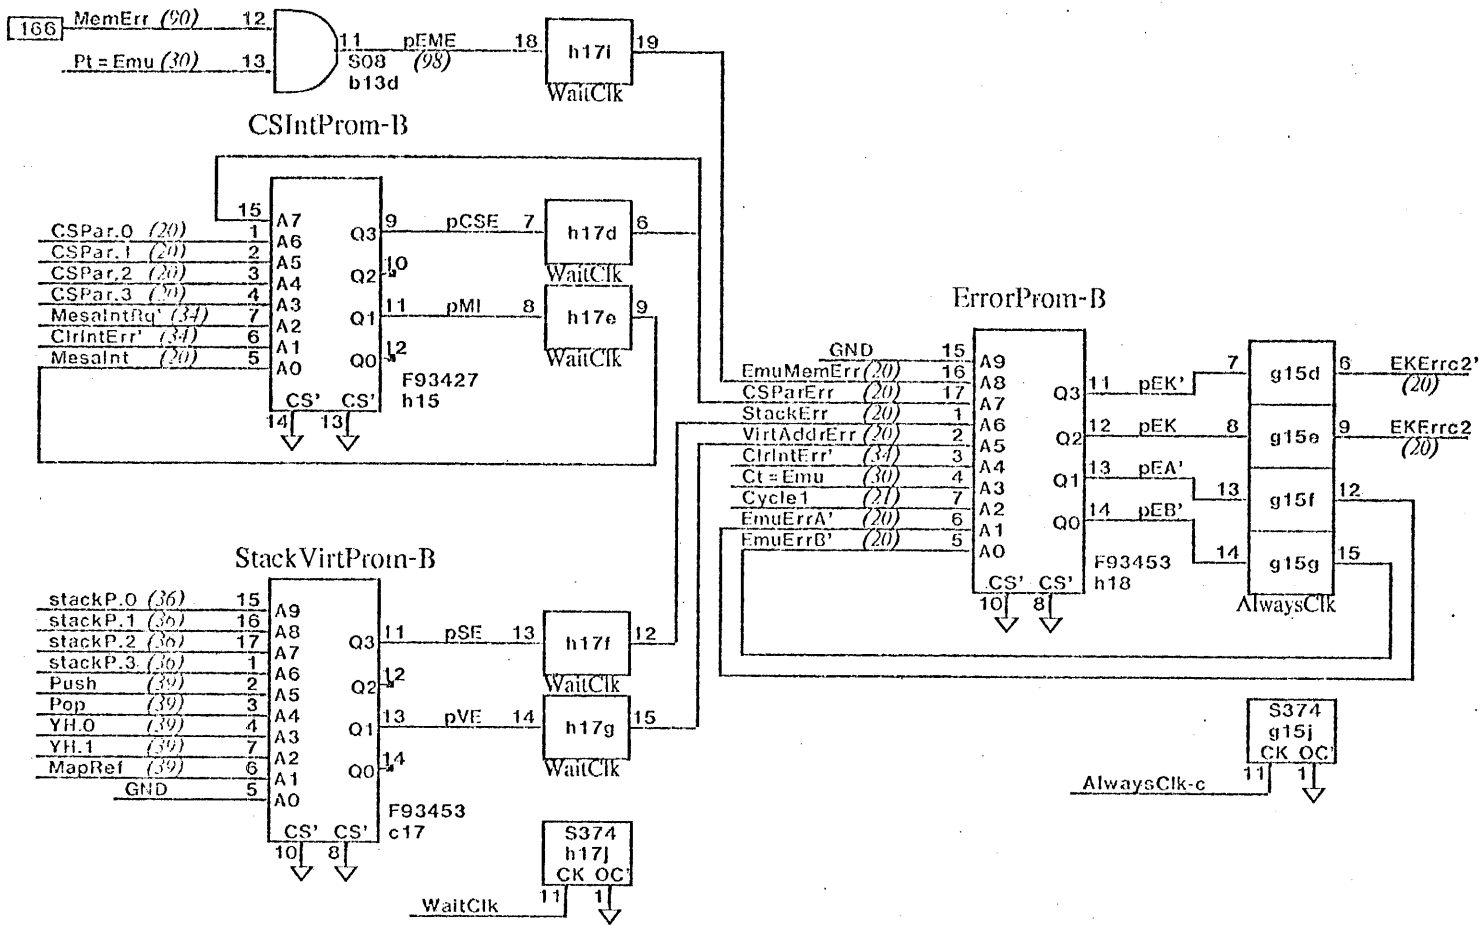 166 MemErr (90) 12
Pt = Emu (30) 13
11 pEME 18 h17i 19
S08 (98)
b13d WaitClk
CSIntProm-B
15 A7
CSPar.0 (20) 1 A6
CSPar.1 (20) 2 A5
CSPar.2 (20) 3 A4
CSPar.3 (20) 4 A3
MesaIntRq' (34) 7 A2
ClrIntErr' (34) 6 A1
MesaInt (20) 5 A0
Q3 9 pCSE 7 h17d 6
WaitClk
Q2 10
Q1 11 pMI 8 h17e 9
WaitClk
Q0 12
F93427
h15
CS' CS'
14 13
ErrorProm-B
GND 15 A9
EmuMemErr (20) 16 A8
CSParErr (20) 17 A7
StackErr (20) 1 A6
VirtAddrErr (20) 2 A5
ClrIntErr' (34) 3 A4
Ct = Emu (30) 4 A3
Cycle1 (21) 7 A2
EmuErrA' (20) 6 A1
EmuErrB' (20) 5 A0
Q3 11 pEK' 7 g15d 6 EKErrc2'
(20)
Q2 12 pEK 8 g15e 9 EKErrc2
(20)
Q1 13 pEA' 13 g15f 12
Q0 14 pEB' 14 g15g 15
F93453
h18
AlwaysClk
CS' CS'
10 8
StackVirtProm-B
stackP.0 (36) 15 A9
stackP.1 (36) 16 A8
stackP.2 (36) 17 A7
stackP.3 (36) 1 A6
Push (39) 2 A5
Pop (39) 3 A4
YH.0 (39) 4 A3
YH.1 (39) 7 A2
MapRef (39) 6 A1
GND 5 A0
Q3 11 pSE 13 h17f 12
WaitClk
Q2 12
Q1 13 pVE 14 h17g 15
WaitClk
Q0 14
F93453
c17
CS' CS'
10 8
S374
h17j
CK OC'
11 1
WaitClk
S374
g15j
CK OC'
11 1
AlwaysClk-c